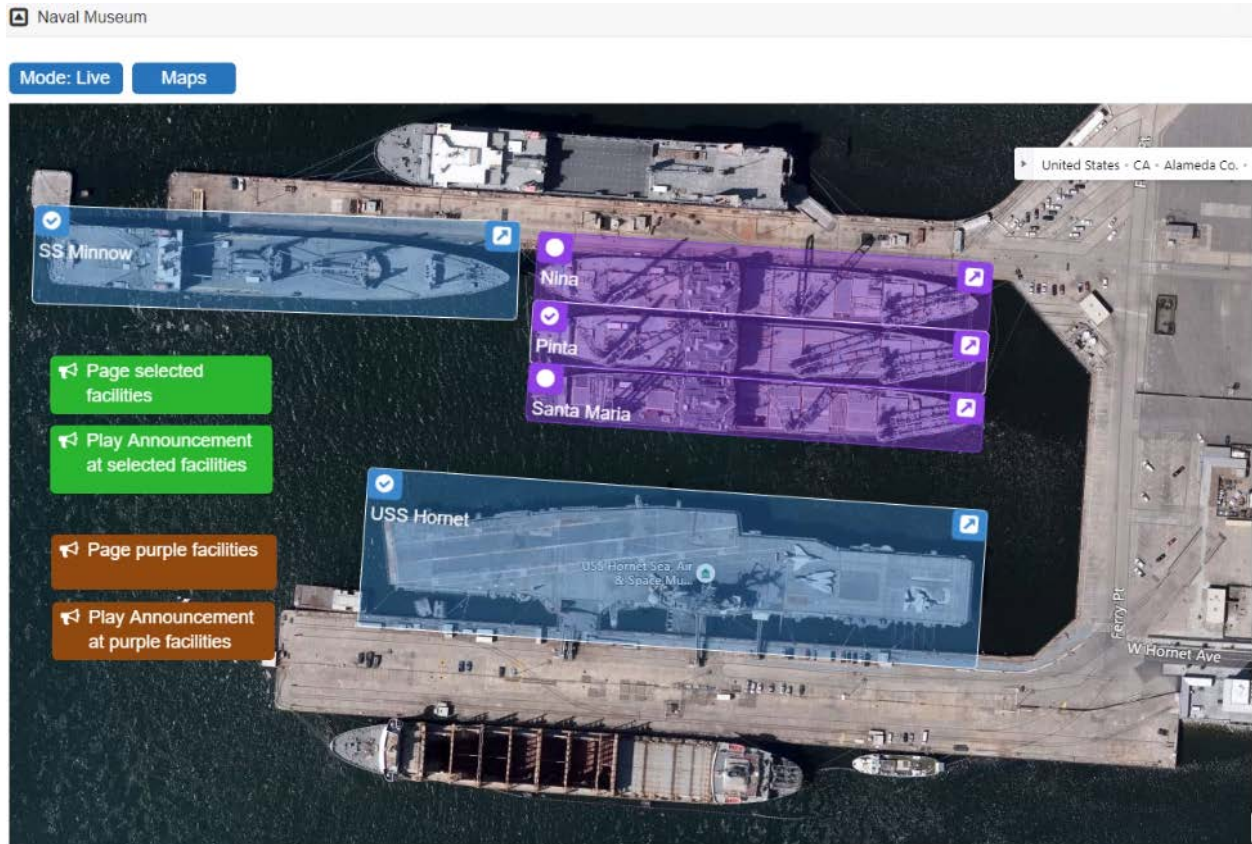 Naval Museum
Mode: Live
Maps
United States · CA · Alameda Co. ·
SS Minnow
Nina
Pinta
Santa Maria
Page selected
facilities
Play Announcement
at selected facilities
USS Hornet
USS Hornet Sea, Air
& Space Mu...
Page purple facilities
Play Announcement
at purple facilities
Ferry Pt
W Hornet Ave